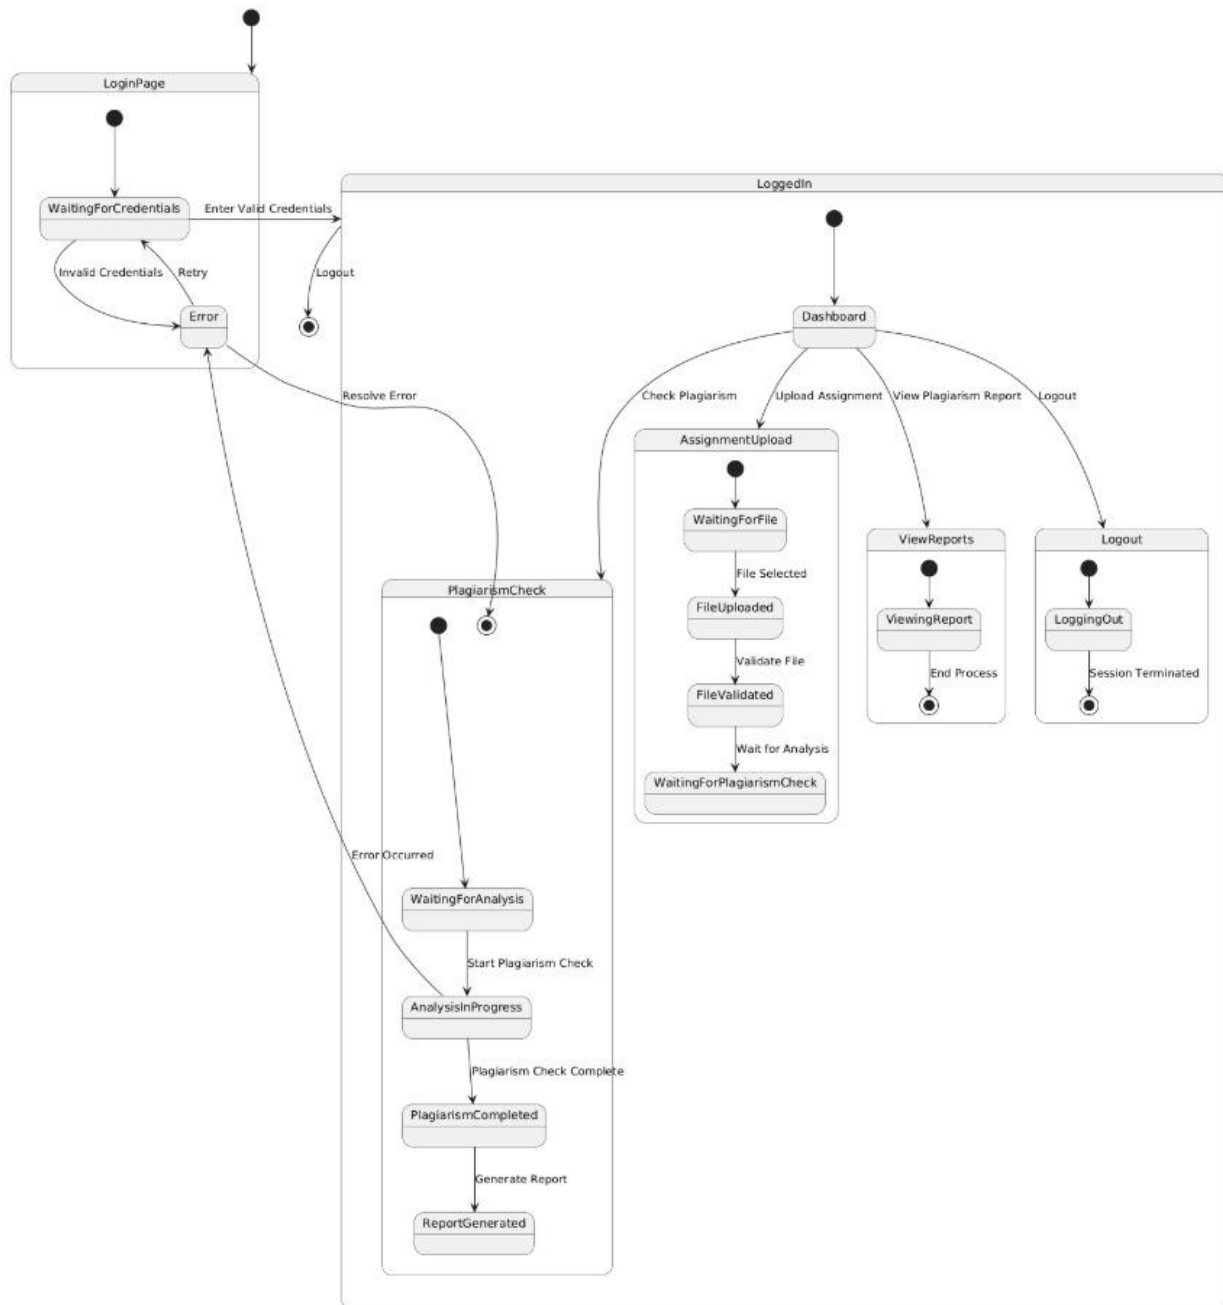 LoginPage
LoggedIn
WaitingForCredentials
Enter Valid Credentials
Invalid Credentials
Retry
Logout
Error
Dashboard
Resolve Error
Check Plagiarism
Upload Assignment
View Plagiarism Report
Logout
AssignmentUpload
WaitingForFile
File Selected
FileUploaded
Validate File
FileValidated
Wait for Analysis
WaitingForPlagiarismCheck
ViewReports
ViewingReport
End Process
Logout
LoggingOut
Session Terminated
PlagiarismCheck
Error Occurred
WaitingForAnalysis
Start Plagiarism Check
AnalysisInProgress
Plagiarism Check Complete
PlagiarismCompleted
Generate Report
ReportGenerated